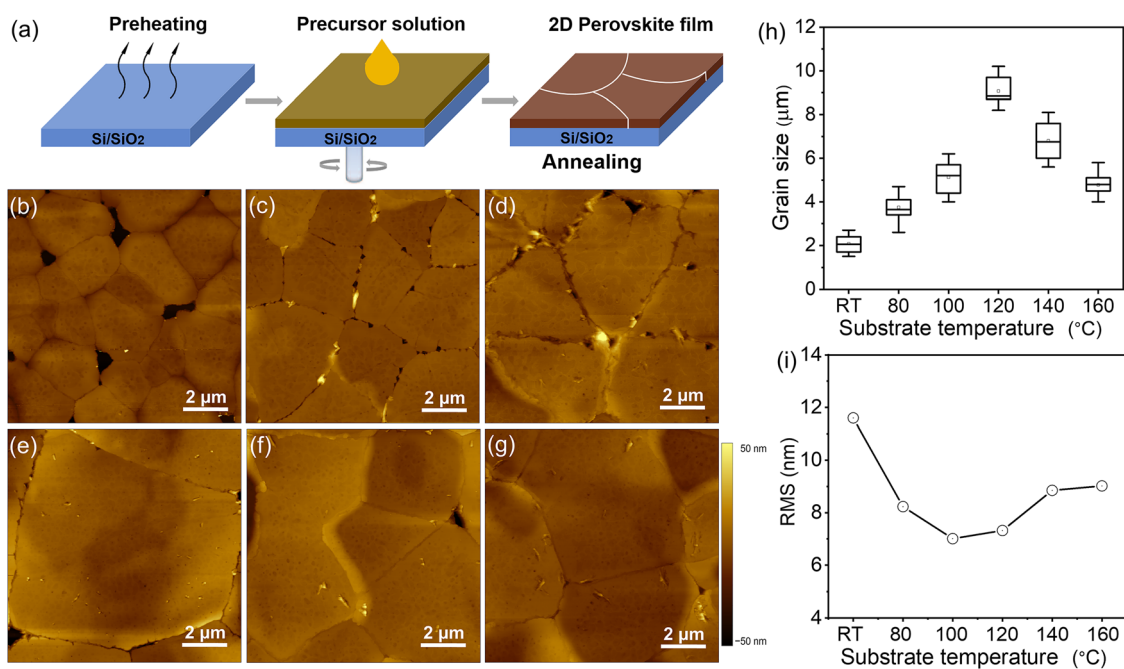 (a)
Preheating
Precursor solution
2D Perovskite film
Si/SiO2
Si/SiO2
Si/SiO2
Annealing
(b)
2 μm
(c)
2 μm
(d)
2 μm
(e)
2 μm
(f)
2 μm
(g)
2 μm
50 nm
−50 nm
(h)
12
10
8
6
4
2
0
Grain size (μm)
RT 80 100 120 140 160
Substrate temperature (°C)
(i)
14
12
10
8
6
4
RMS (nm)
RT 80 100 120 140 160
Substrate temperature (°C)